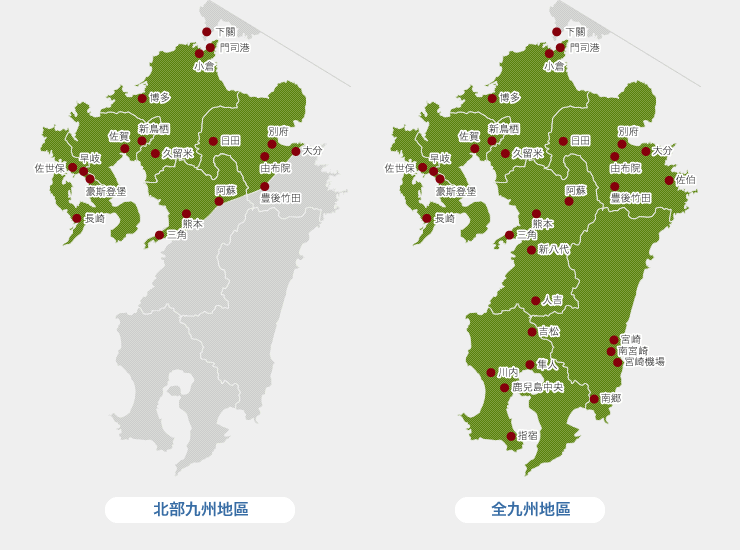 下關
門司港
小倉
博多
新鳥栖
佐賀
久留米
日田
別府
大分
由布院
早岐
佐世保
豪斯登堡
阿蘇
豊後竹田
長崎
熊本
三角
北部九州地區
下關
門司港
小倉
博多
新鳥栖
佐賀
久留米
日田
別府
大分
由布院
早岐
佐世保
豪斯登堡
佐伯
阿蘇
豊後竹田
長崎
熊本
三角
新八代
人吉
吉松
宮崎
南宮崎
宮崎機場
隼人
川内
鹿兒島中央
南鄉
指宿
全九州地區